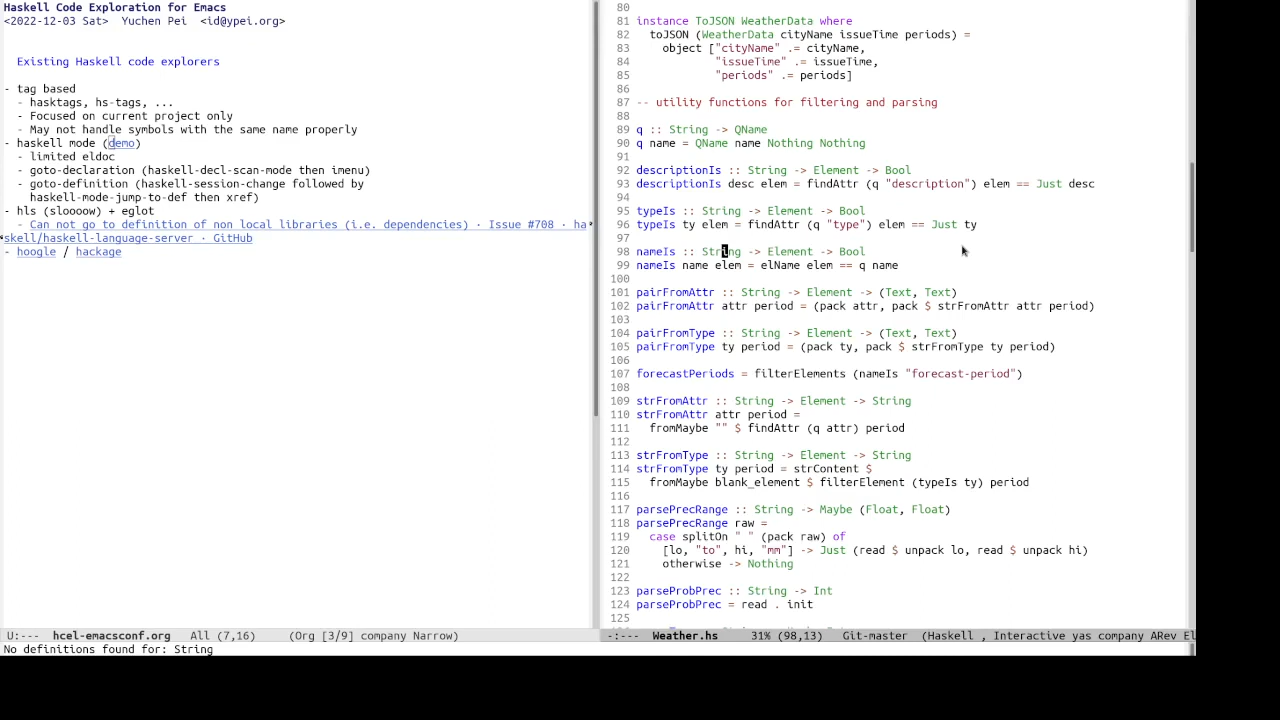 Haskell Code Exploration for Emacs
<2022-12-03 Sat>  Yuchen Pei  <id@ypei.org>
Existing Haskell code explorers
- tag based
  - hasktags, hs-tags, ...
  - Focused on current project only
  - May not handle symbols with the same name properly
- haskell mode (demo)
  - limited eldoc
  - goto-declaration (haskell-decl-scan-mode then imenu)
  - goto-definition (haskell-session-change followed by
    haskell-mode-jump-to-def then xref)
- hls (sloooow) + eglot
  - Can not go to definition of non local libraries (i.e. dependencies) · Issue #708 · ha
skell/haskell-language-server · GitHub
- hoogle / hackage
U:---  hcel-emacsconf.org   All (7,16)     (Org [3/9] company Narrow)
No definitions found for: String
80
81 instance ToJSON WeatherData where
82   toJSON (WeatherData cityName issueTime periods) =
83     object ["cityName" .= cityName,
84             "issueTime" .= issueTime,
85             "periods" .= periods]
86
87 -- utility functions for filtering and parsing
88
89 q :: String -> QName
90 q name = QName name Nothing Nothing
91
92 descriptionIs :: String -> Element -> Bool
93 descriptionIs desc elem = findAttr (q "description") elem == Just desc
94
95 typeIs :: String -> Element -> Bool
96 typeIs ty elem = findAttr (q "type") elem == Just ty
97
98 nameIs :: String -> Element -> Bool
99 nameIs name elem = elName elem == q name
100
101 pairFromAttr :: String -> Element -> (Text, Text)
102 pairFromAttr attr period = (pack attr, pack $ strFromAttr attr period)
103
104 pairFromType :: String -> Element -> (Text, Text)
105 pairFromType ty period = (pack ty, pack $ strFromType ty period)
106
107 forecastPeriods = filterElements (nameIs "forecast-period")
108
109 strFromAttr :: String -> Element -> String
110 strFromAttr attr period =
111   fromMaybe "" $ findAttr (q attr) period
112
113 strFromType :: String -> Element -> String
114 strFromType ty period = strContent $
115   fromMaybe blank_element $ filterElement (typeIs ty) period
116
117 parsePrecRange :: String -> Maybe (Float, Float)
118 parsePrecRange raw =
119   case splitOn " " (pack raw) of
120     [lo, "to", hi, "mm"] -> Just (read $ unpack lo, read $ unpack hi)
121     otherwise -> Nothing
122
123 parseProbPrec :: String -> Int
124 parseProbPrec = read . init
125
-:---  Weather.hs     31% (98,13)   Git-master  (Haskell , Interactive yas company ARev El